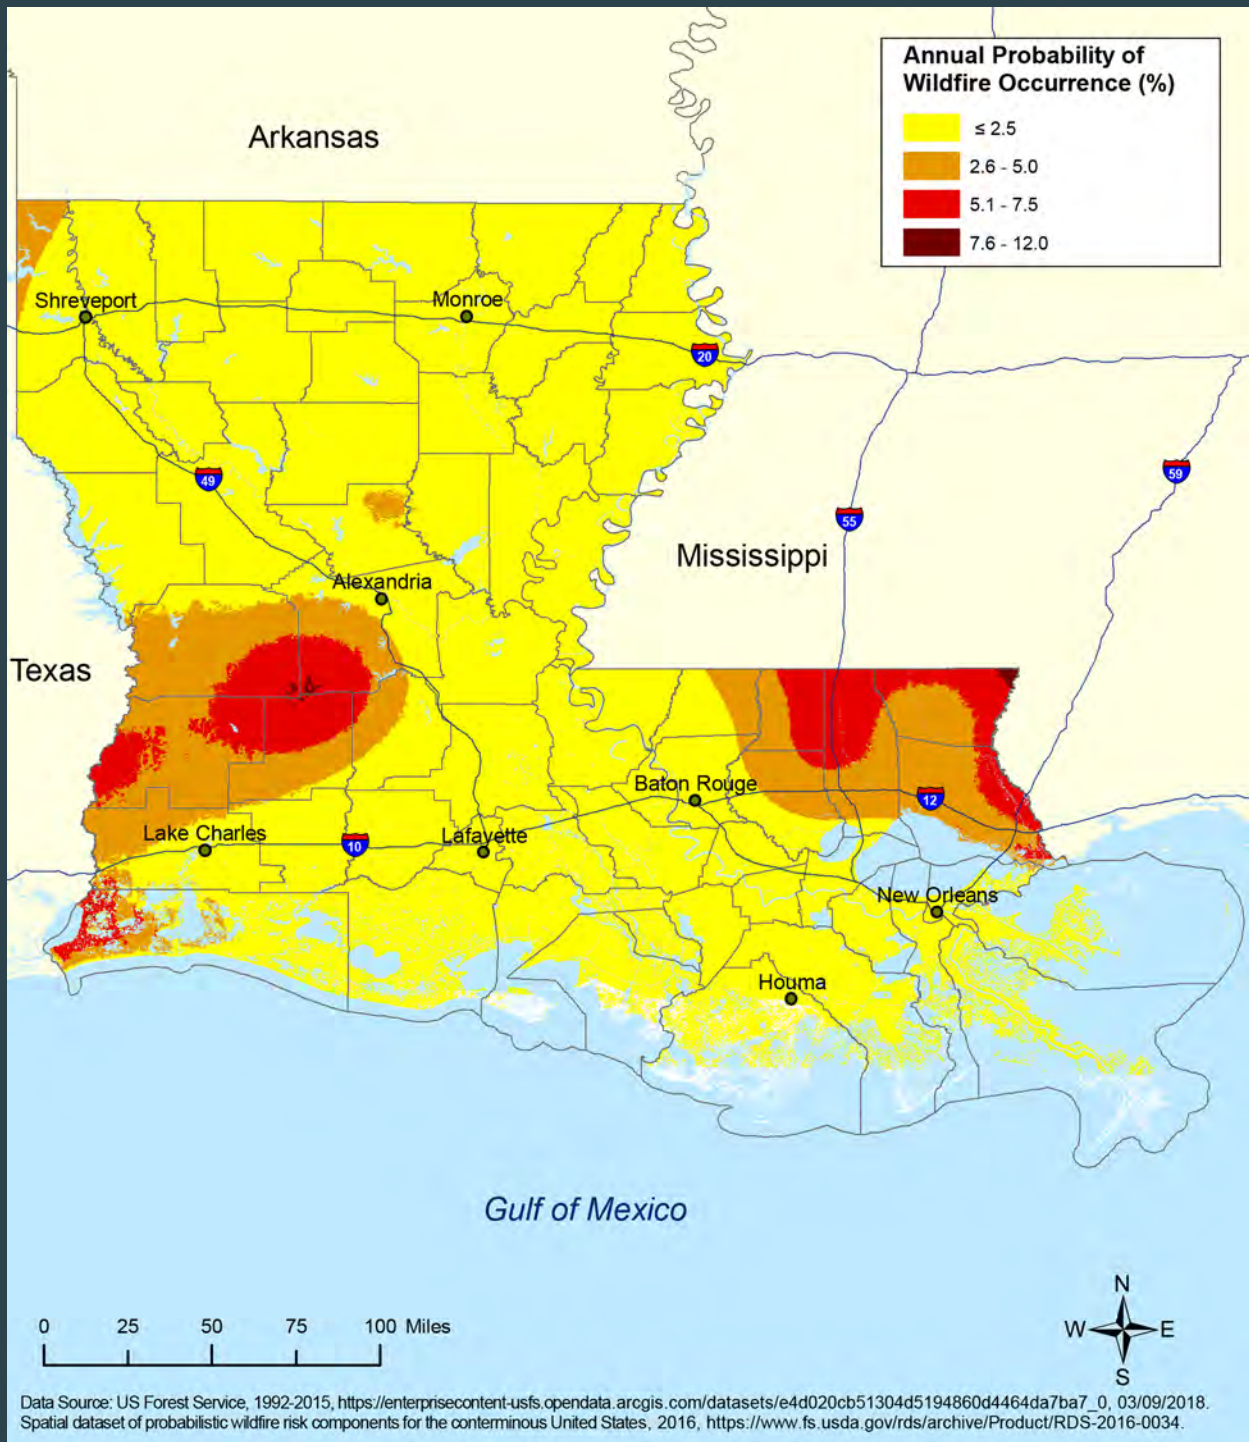 Annual Probability of
Wildfire Occurrence (%)
≤ 2.5
2.6 - 5.0
5.1 - 7.5
7.6 - 12.0
Arkansas
Shreveport
Monroe
20
49
59
55
Mississippi
Alexandria
Texas
Baton Rouge
12
Lake Charles
10
Lafayette
New Orleans
Houma
Gulf of Mexico
N
W E
S
0 25 50 75 100 Miles
Data Source: US Forest Service, 1992-2015, https://enterprisecontent-usfs.opendata.arcgis.com/datasets/e4d020cb51304d5194860d4464da7ba7_0, 03/09/2018.
Spatial dataset of probabilistic wildfire risk components for the conterminous United States, 2016, https://www.fs.usda.gov/rds/archive/Product/RDS-2016-0034.